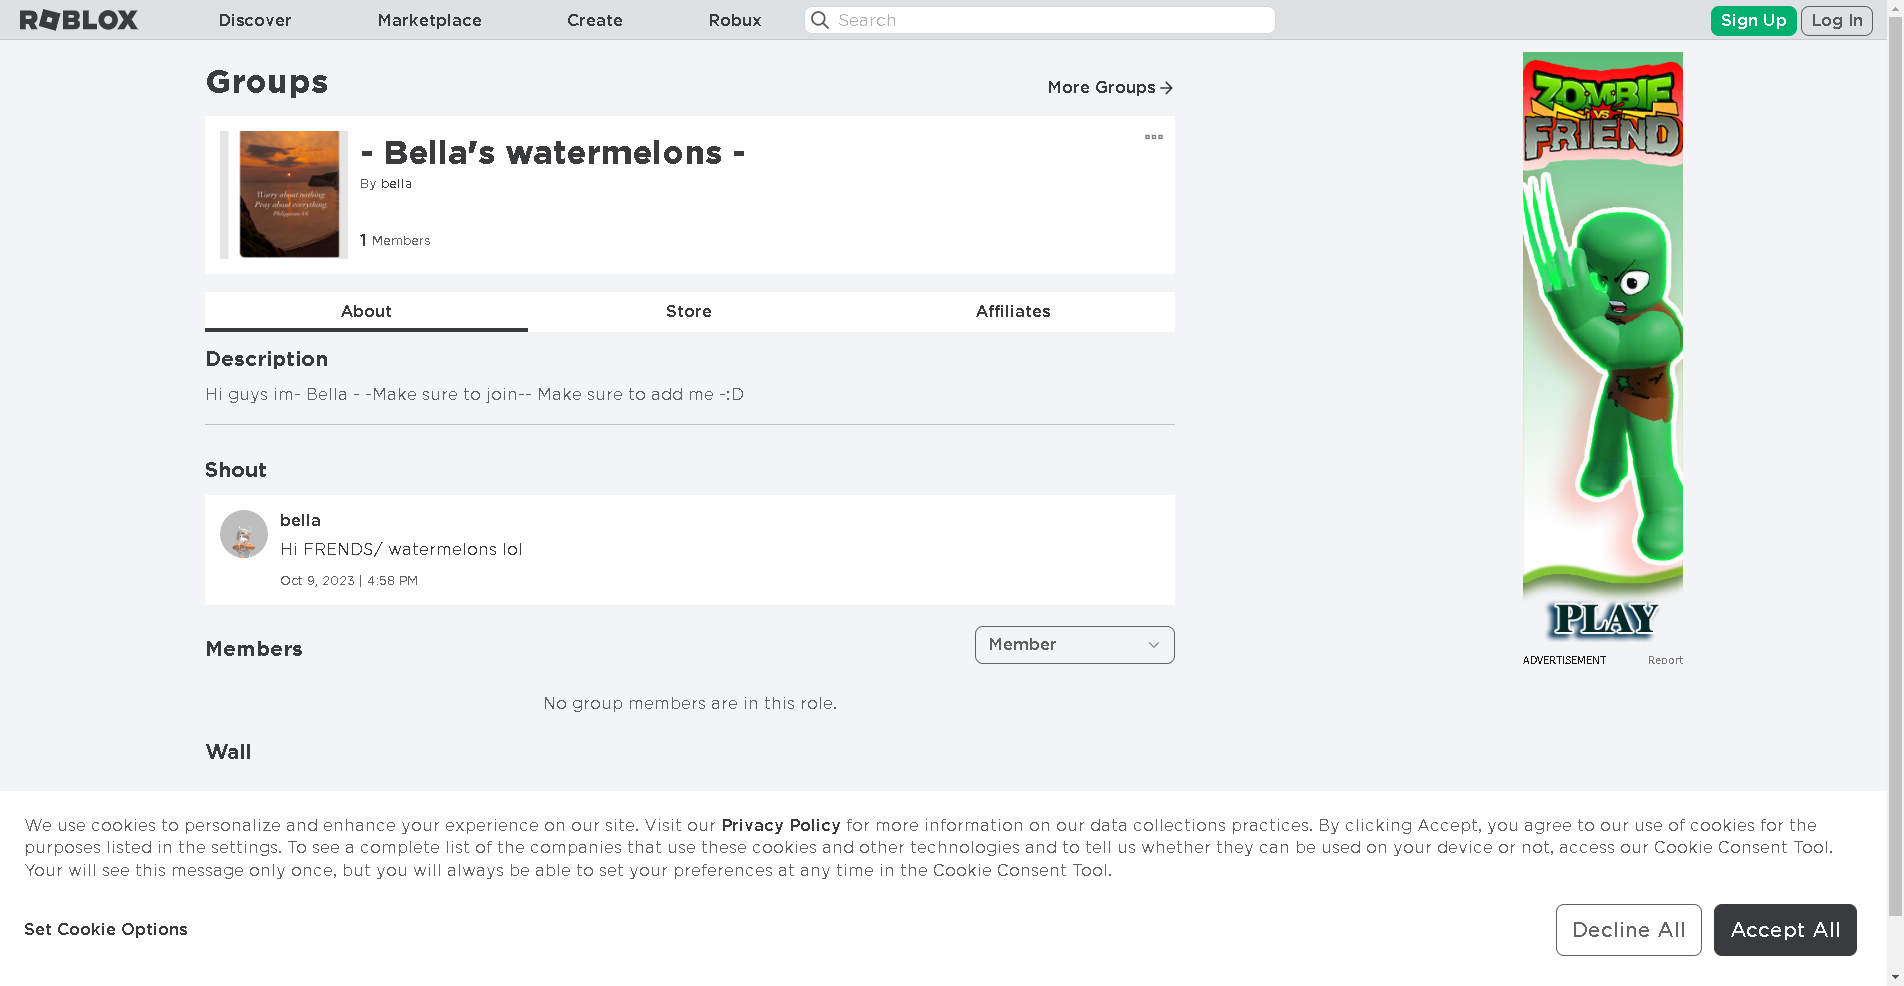 ROBLOX Discover Marketplace Create Robux Search Sign Up Log In
Groups
More Groups
- Bella's watermelons -
By bella
Worry about nothing.
Pray about everything.
Philippians 4:6
1 Members
About Store Affiliates
Description
Hi guys im- Bella - -Make sure to join-- Make sure to add me -:D
Shout
bella
Hi FRENDS/ watermelons lol
Oct 9, 2023 | 4:58 PM
Members
Member
No group members are in this role.
Wall
ZOMBIE
VS
FRIEND
PLAY
ADVERTISEMENT Report
We use cookies to personalize and enhance your experience on our site. Visit our Privacy Policy for more information on our data collections practices. By clicking Accept, you agree to our use of cookies for the
purposes listed in the settings. To see a complete list of the companies that use these cookies and other technologies and to tell us whether they can be used on your device or not, access our Cookie Consent Tool.
Your will see this message only once, but you will always be able to set your preferences at any time in the Cookie Consent Tool.
Set Cookie Options
Decline All Accept All